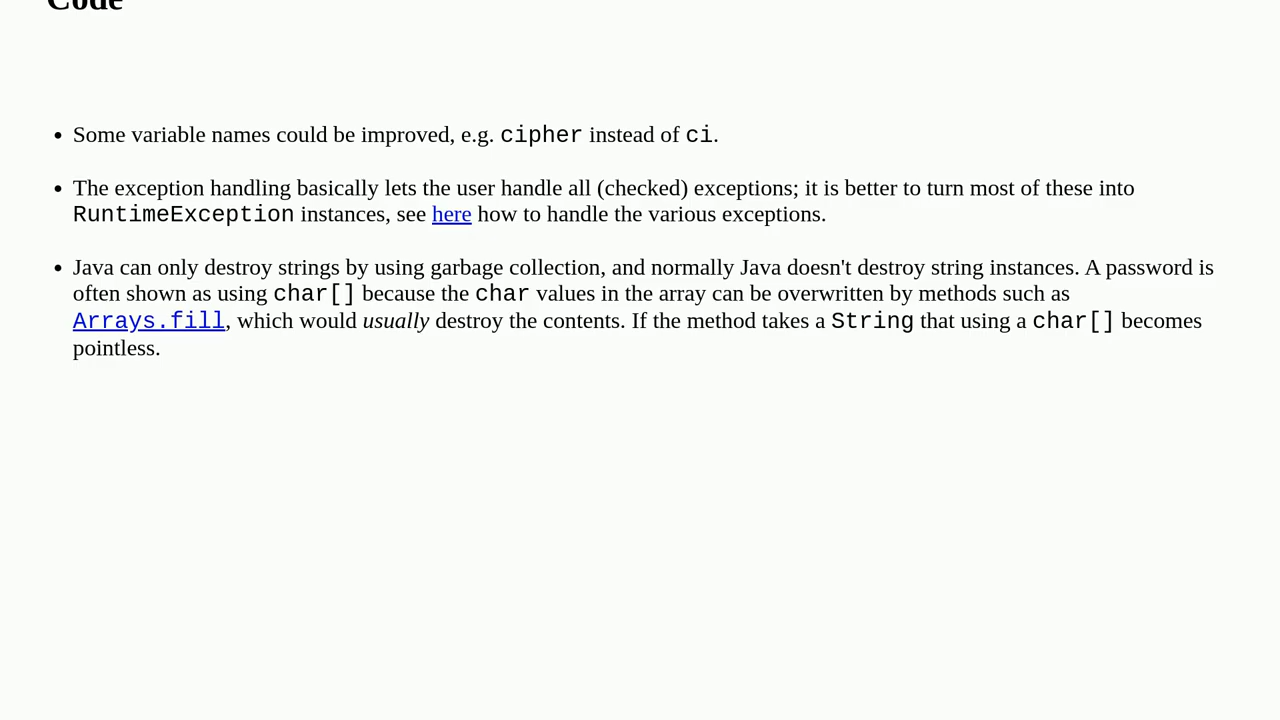 Code
• Some variable names could be improved, e.g. cipher instead of ci.
• The exception handling basically lets the user handle all (checked) exceptions; it is better to turn most of these into
RuntimeException instances, see here how to handle the various exceptions.
• Java can only destroy strings by using garbage collection, and normally Java doesn't destroy string instances. A password is
often shown as using char[] because the char values in the array can be overwritten by methods such as
Arrays.fill, which would usually destroy the contents. If the method takes a String that using a char[] becomes
pointless.